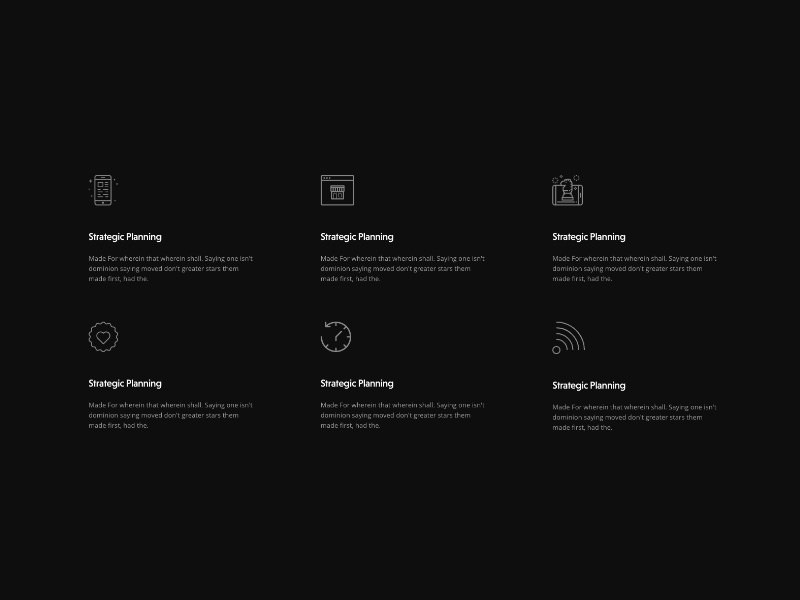 Strategic Planning
Made For wherein that wherein shall. Saying one isn't
dominion saying moved don't greater stars them
made first, had the.
Strategic Planning
Made For wherein that wherein shall. Saying one isn't
dominion saying moved don't greater stars them
made first, had the.
Strategic Planning
Made For wherein that wherein shall. Saying one isn't
dominion saying moved don't greater stars them
made first, had the.
Strategic Planning
Made For wherein that wherein shall. Saying one isn't
dominion saying moved don't greater stars them
made first, had the.
Strategic Planning
Made For wherein that wherein shall. Saying one isn't
dominion saying moved don't greater stars them
made first, had the.
Strategic Planning
Made For wherein that wherein shall. Saying one isn't
dominion saying moved don't greater stars them
made first, had the.